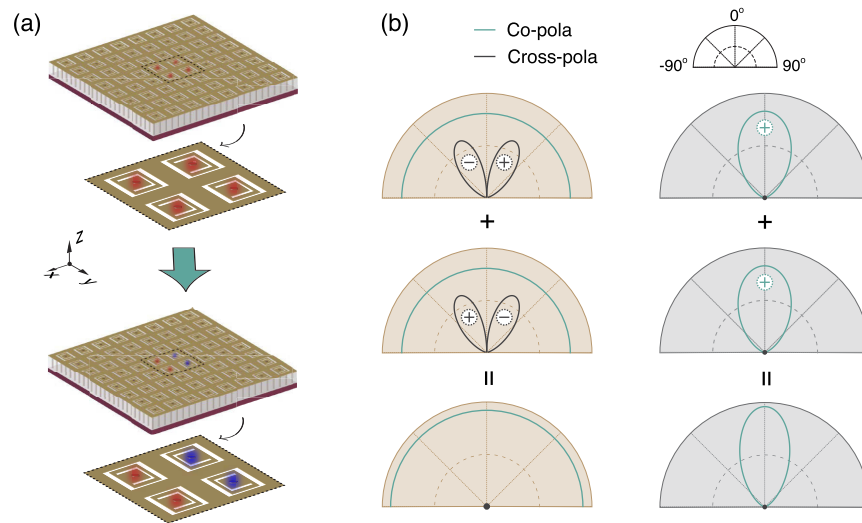 (a)
(b)
Co-pola
Cross-pola
0°
-90°
90°
− +
+
+
+
+ −
+
=
=
Z
x
y